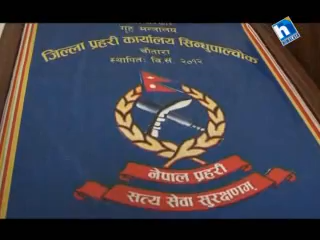 गृह मन्त्रालय
जिल्ला प्रहरी कार्यालय सिन्धुपाल्चोक
चौतारा
स्थापित: वि.सं. २०१२
नेपाल प्रहरी
सत्य सेवा सुरक्षणम्
h